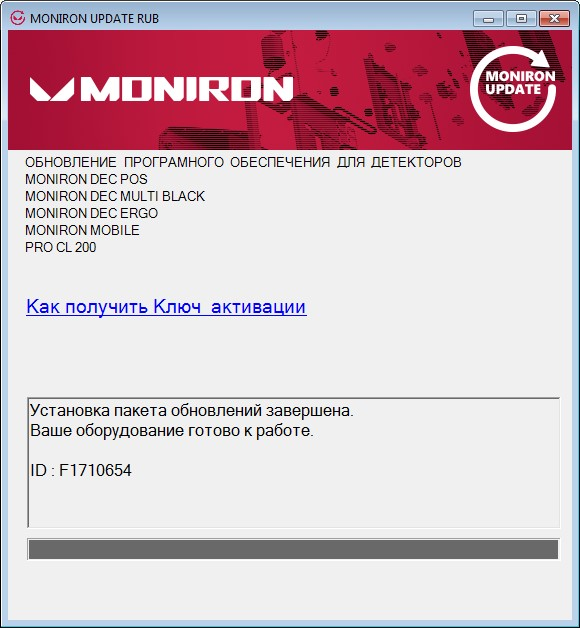 MONIRON UPDATE RUB
MONIRON
MONIRON
UPDATE
ОБНОВЛЕНИЕ ПРОГРАМНОГО ОБЕСПЕЧЕНИЯ ДЛЯ ДЕТЕКТОРОВ
MONIRON DEC POS
MONIRON DEC MULTI BLACK
MONIRON DEC ERGO
MONIRON MOBILE
PRO CL 200
Как получить Ключ активации
Установка пакета обновлений завершена.
Ваше оборудование готово к работе.
ID : F1710654